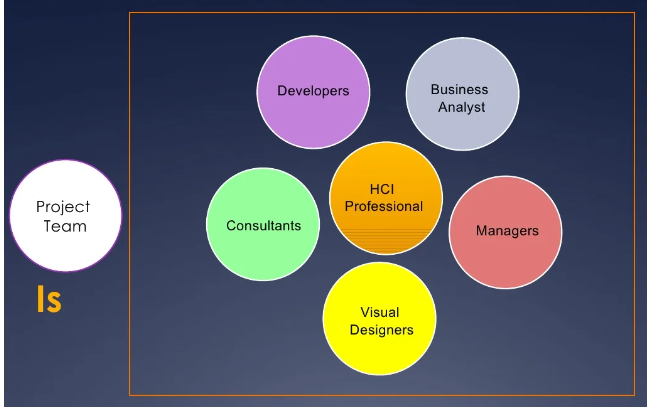 Project
Team
Is
Developers
Business
Analyst
HCI
Professional
Consultants
Managers
Visual
Designers